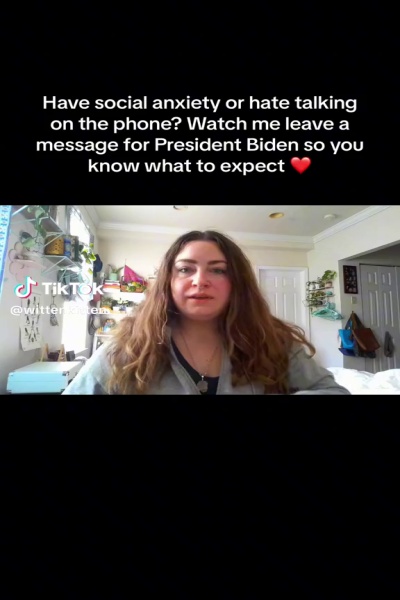 Have social anxiety or hate talking
on the phone? Watch me leave a
message for President Biden so you
know what to expect ❤️
TikTok